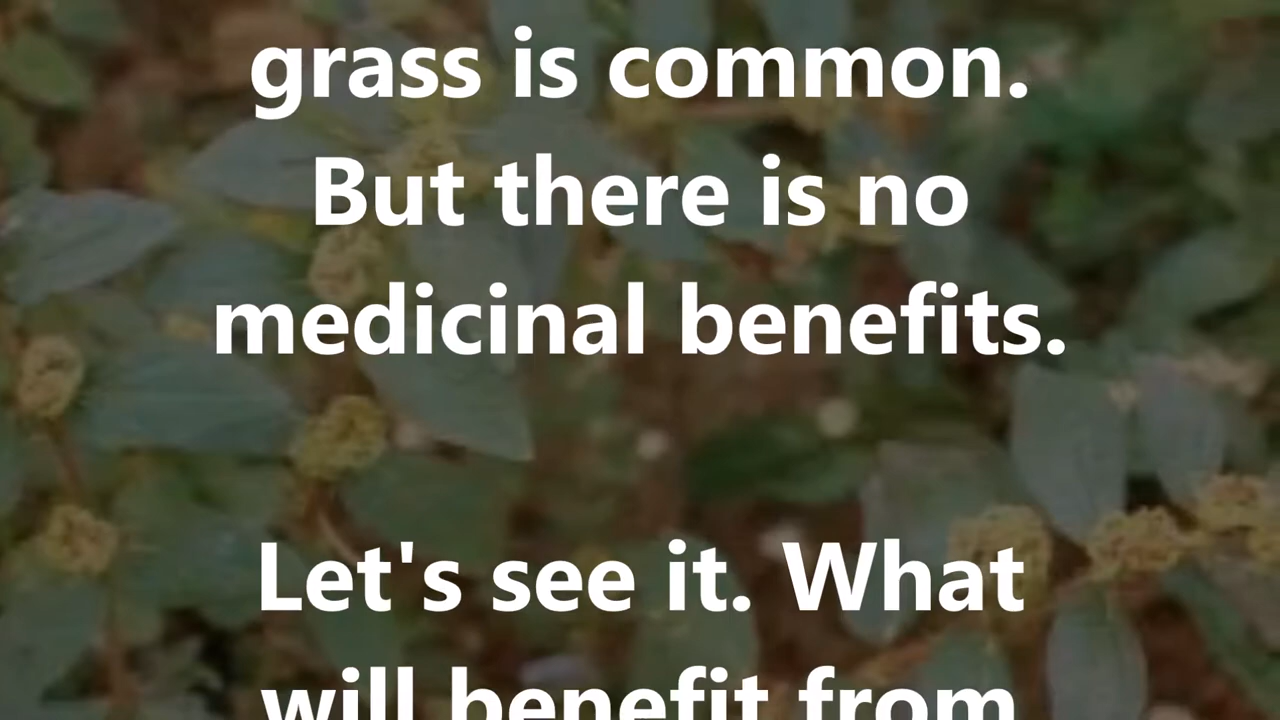 grass is common.
But there is no
medicinal benefits.
Let's see it. What
will benefit from